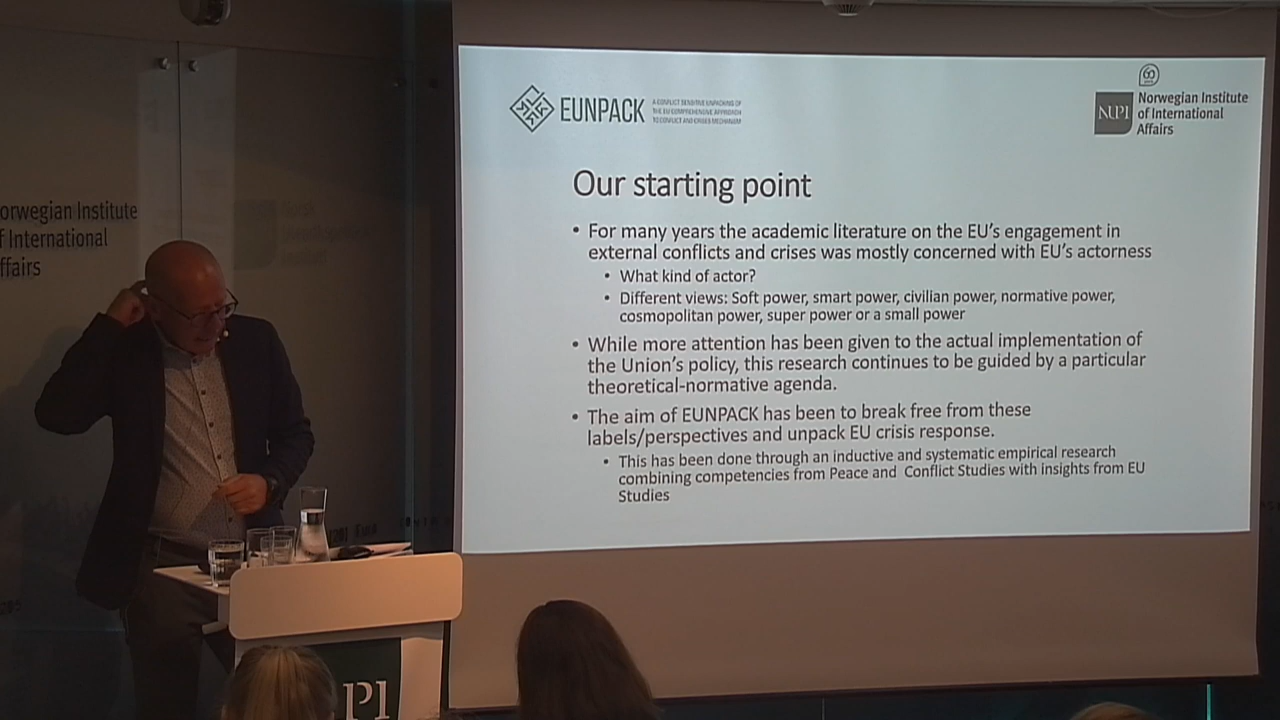 orwegian Institute
f International
ffairs
EUNPACK
A CONFLICT SENSITIVE UNPACKING OF
THE EU COMPREHENSIVE APPROACH
TO CONFLICT AND CRISES MECHANISM
60
NUPI
Norwegian Institute
of International
Affairs
Our starting point
• For many years the academic literature on the EU's engagement in
external conflicts and crises was mostly concerned with EU's actorness
• What kind of actor?
• Different views: Soft power, smart power, civilian power, normative power,
cosmopolitan power, super power or a small power
• While more attention has been given to the actual implementation of
the Union's policy, this research continues to be guided by a particular
theoretical-normative agenda.
• The aim of EUNPACK has been to break free from these
labels/perspectives and unpack EU crisis response.
• This has been done through an inductive and systematic empirical research
combining competencies from Peace and Conflict Studies with insights from EU
Studies
PI